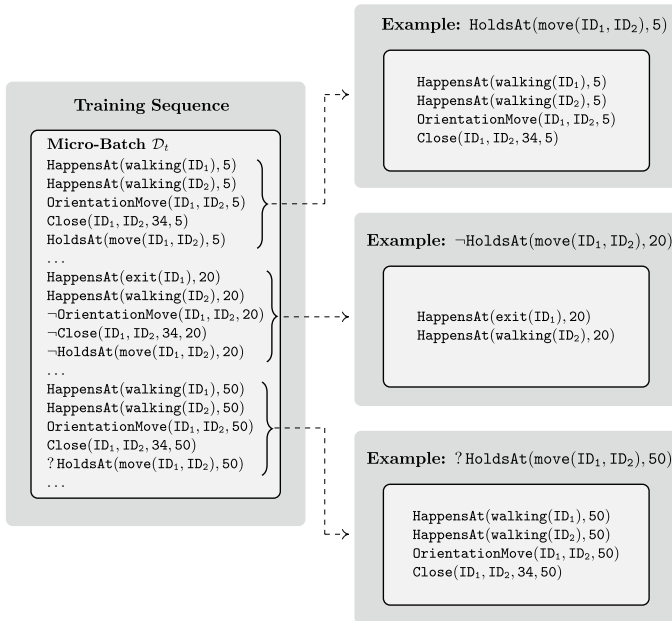 Training Sequence
Micro-Batch 𝒟ₜ
HappensAt(walking(ID₁), 5)
HappensAt(walking(ID₂), 5)
OrientationMove(ID₁, ID₂, 5)
Close(ID₁, ID₂, 34, 5)
HoldsAt(move(ID₁, ID₂), 5)
...
HappensAt(exit(ID₁), 20)
HappensAt(walking(ID₂), 20)
¬OrientationMove(ID₁, ID₂, 20)
¬Close(ID₁, ID₂, 34, 20)
¬HoldsAt(move(ID₁, ID₂), 20)
...
HappensAt(walking(ID₁), 50)
HappensAt(walking(ID₂), 50)
OrientationMove(ID₁, ID₂, 50)
Close(ID₁, ID₂, 34, 50)
?HoldsAt(move(ID₁, ID₂), 50)
...
Example: HoldsAt(move(ID₁, ID₂), 5)
HappensAt(walking(ID₁), 5)
HappensAt(walking(ID₂), 5)
OrientationMove(ID₁, ID₂, 5)
Close(ID₁, ID₂, 34, 5)
Example: ¬HoldsAt(move(ID₁, ID₂), 20)
HappensAt(exit(ID₁), 20)
HappensAt(walking(ID₂), 20)
Example: ?HoldsAt(move(ID₁, ID₂), 50)
HappensAt(walking(ID₁), 50)
HappensAt(walking(ID₂), 50)
OrientationMove(ID₁, ID₂, 50)
Close(ID₁, ID₂, 34, 50)